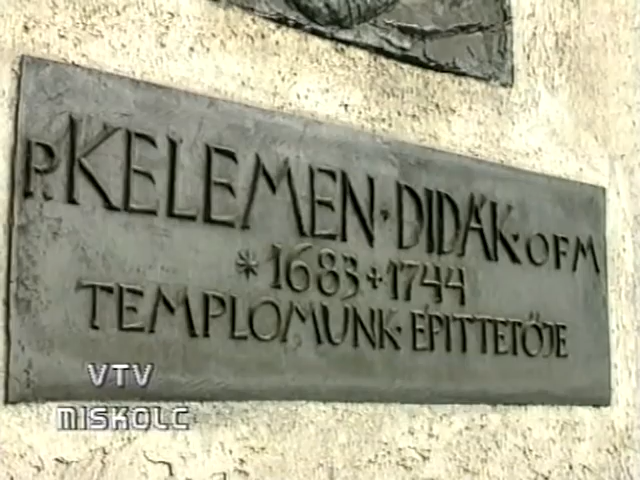 P. KELEMEN · DIDÁK · OFM
* 1683 + 1744
TEMPLOMUNK · ÉPITTETŐJE
VTV
MISKOLC